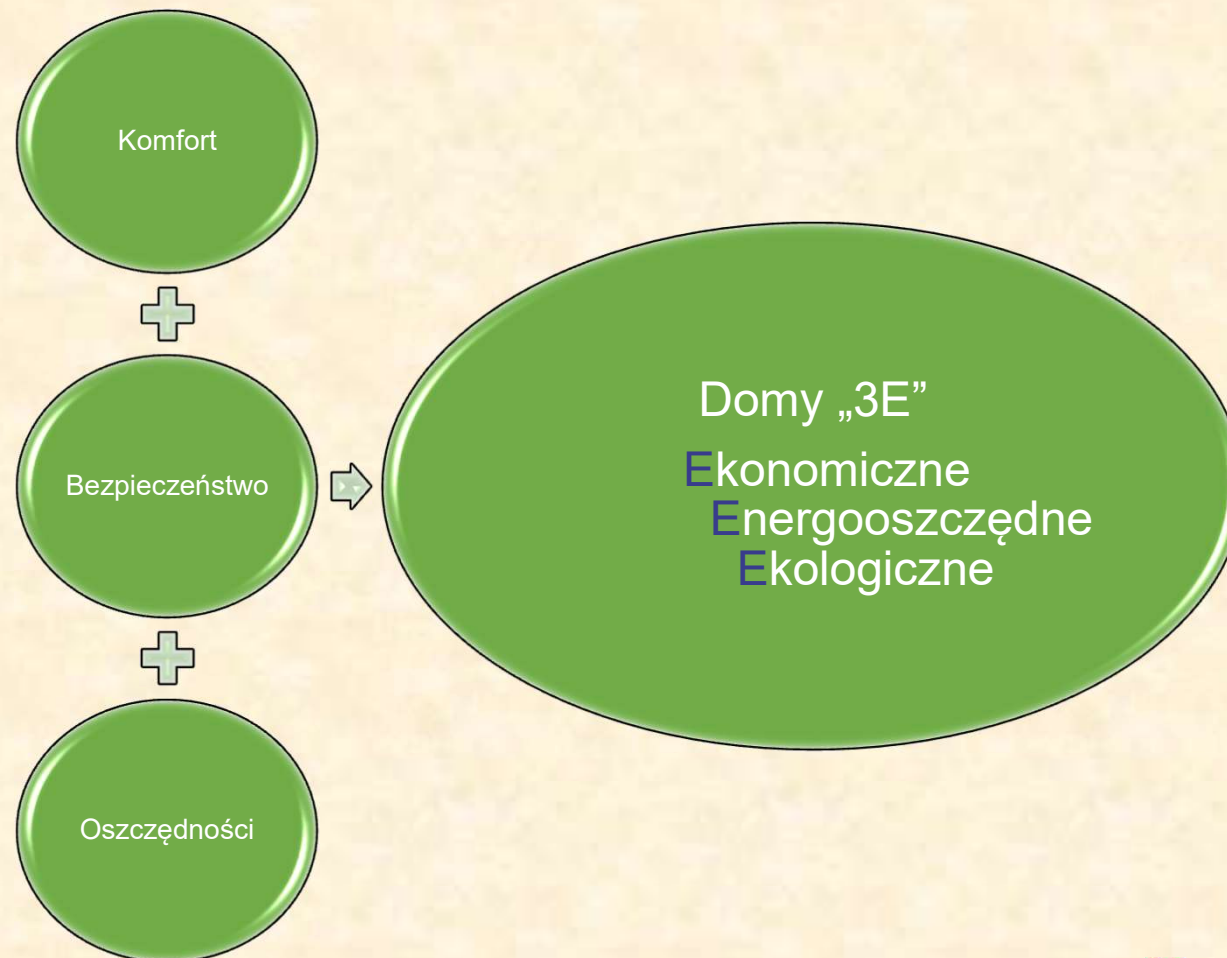 Komfort
Bezpieczeństwo
Oszczędności
Domy „3E”
Ekonomiczne
Energooszczędne
Ekologiczne